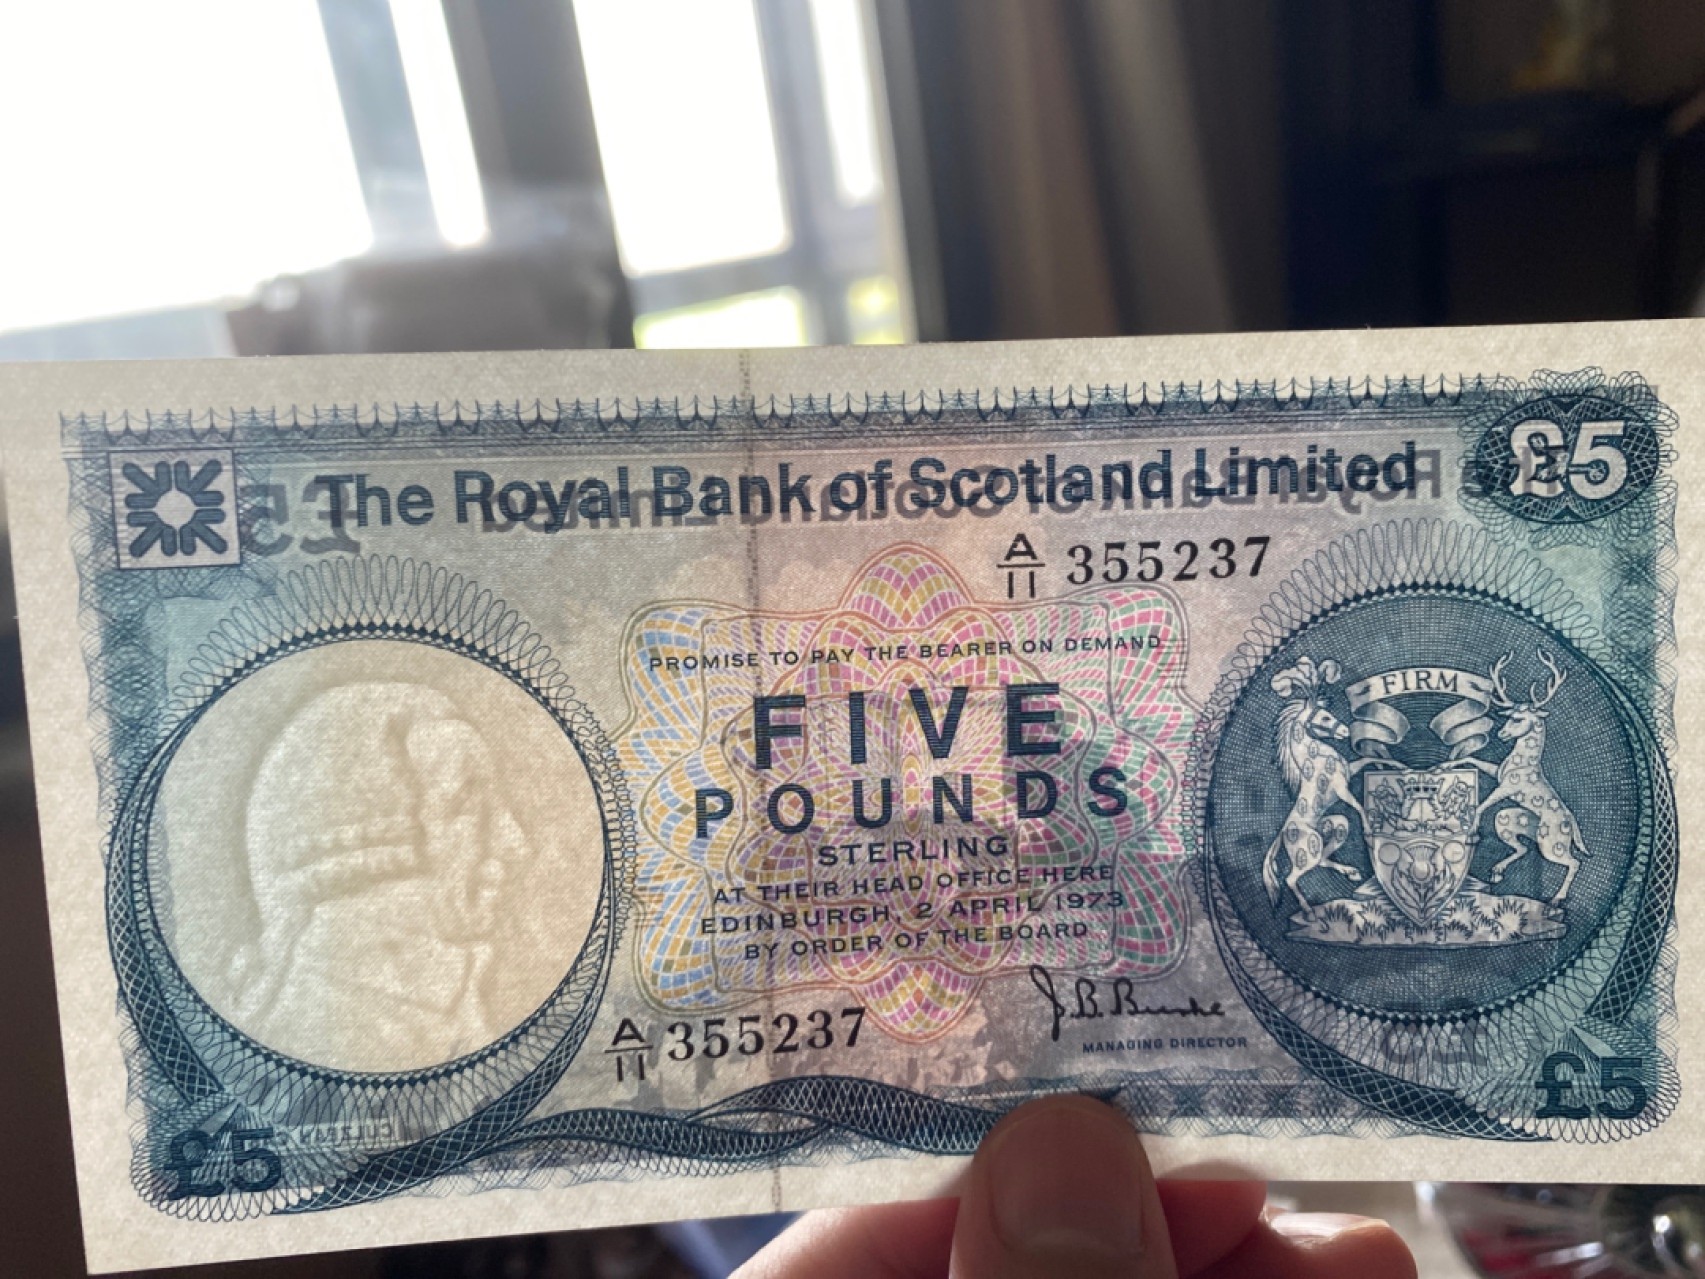 The Royal Bank of Scotland Limited
£5
A/11 355237
PROMISE TO PAY THE BEARER ON DEMAND
FIVE
POUNDS
STERLING
AT THEIR HEAD OFFICE HERE
EDINBURGH, 2 APRIL 1973
BY ORDER OF THE BOARD
FIRM
A/11 355237
J. B. Burke
MANAGING DIRECTOR
£5
£5